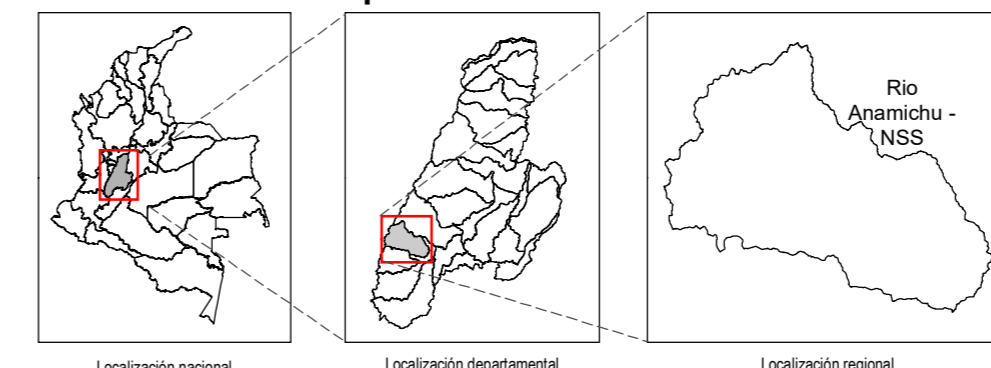 Rio
Anamichu -
NSS
Localización nacional
Localización departamental
Localización regional